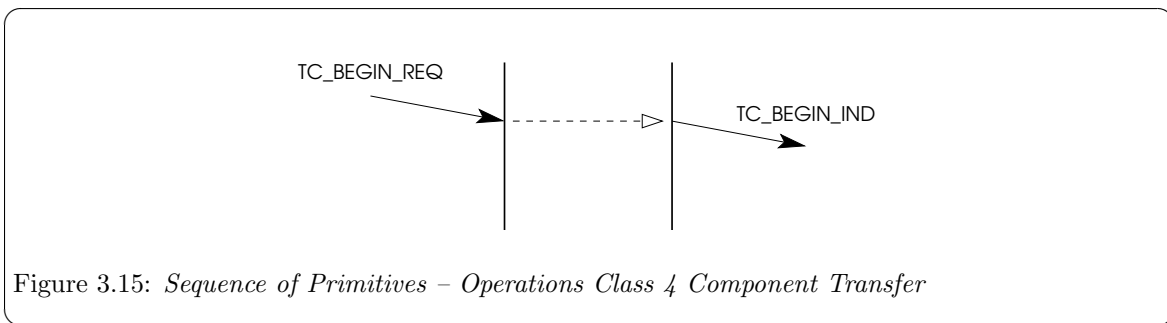 TC_BEGIN_REQ
TC_BEGIN_IND
Figure 3.15: Sequence of Primitives – Operations Class 4 Component Transfer